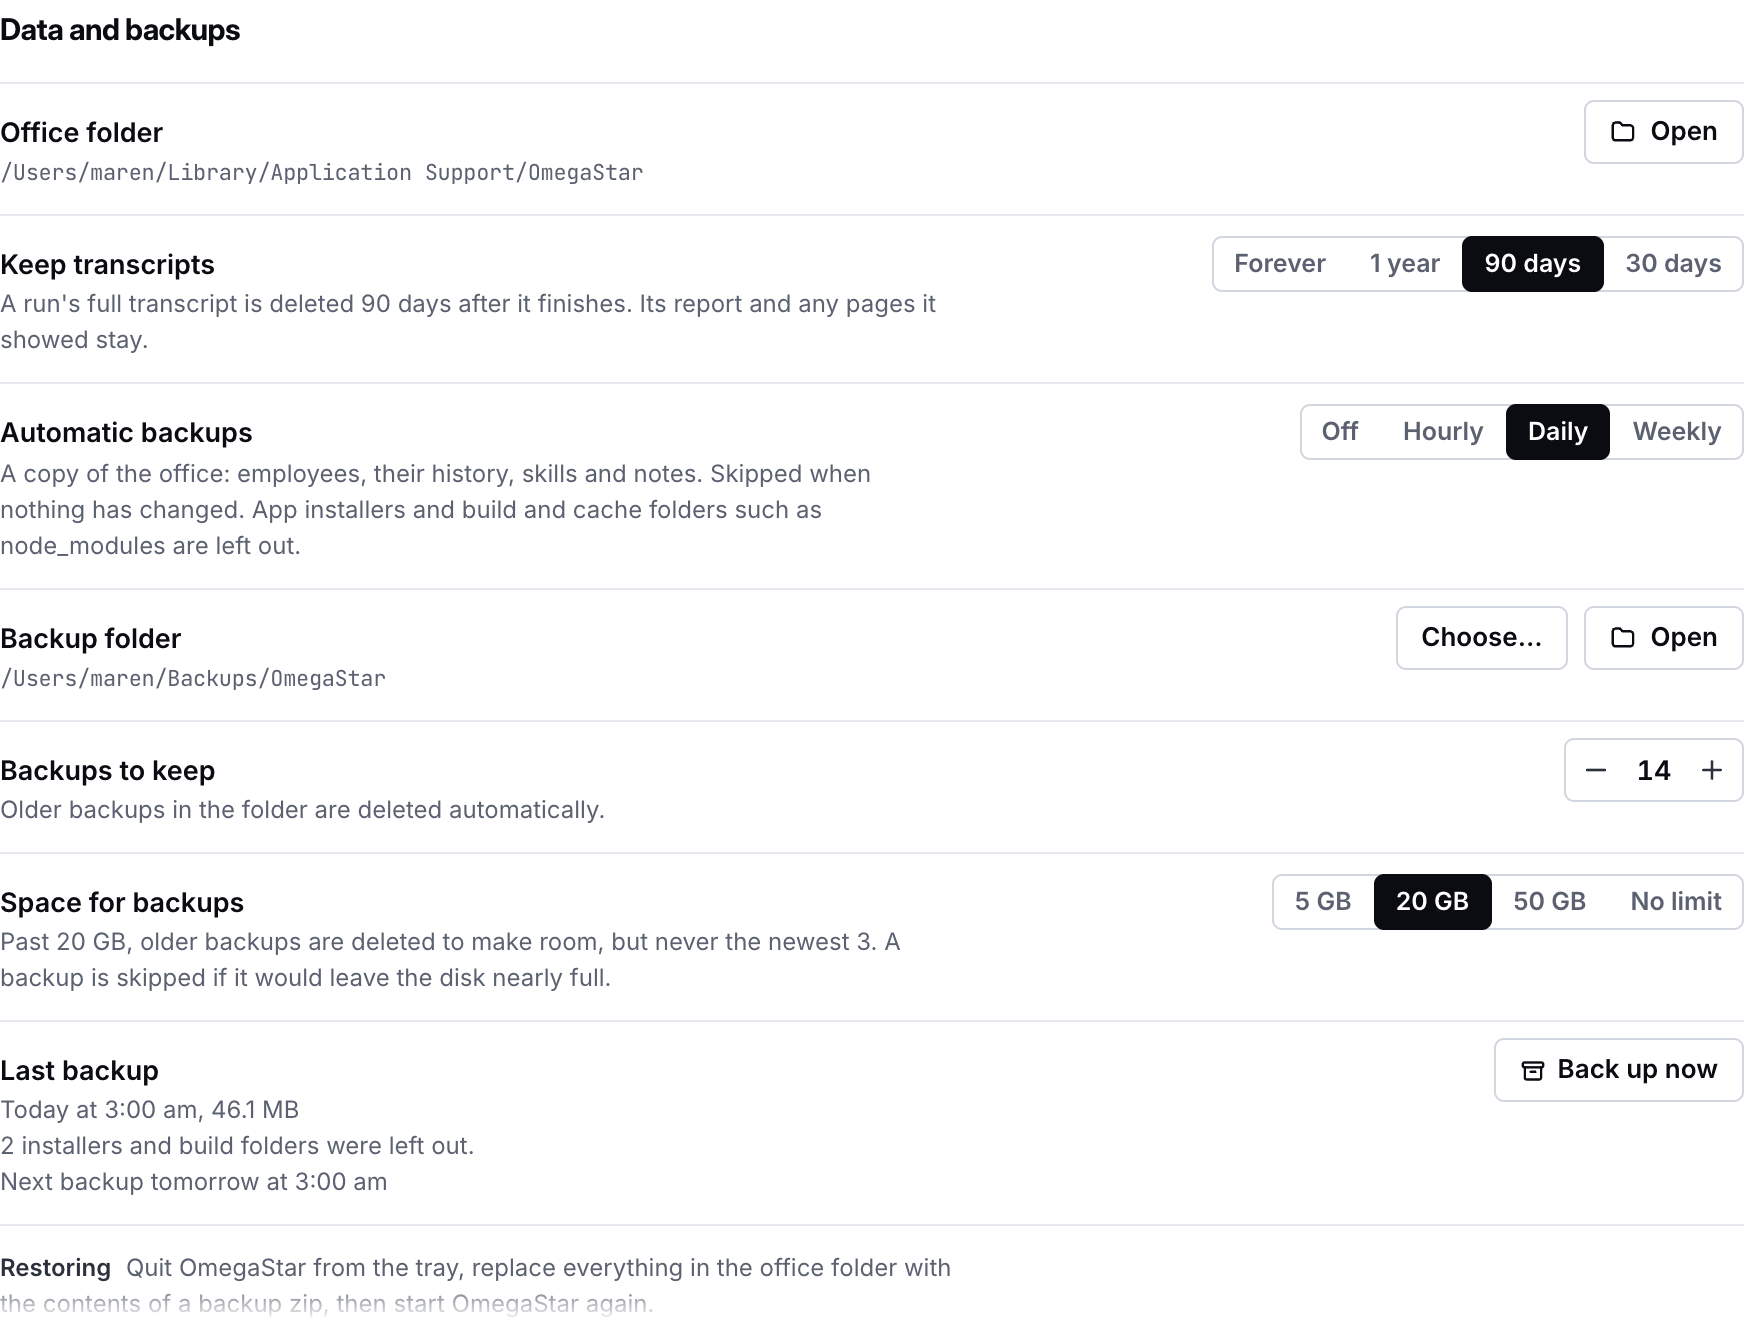 Data and backups
Office folder
Open
/Users/maren/Library/Application Support/OmegaStar
Keep transcripts
Forever 1 year 90 days 30 days
A run's full transcript is deleted 90 days after it finishes. Its report and any pages it
showed stay.
Automatic backups
Off Hourly Daily Weekly
A copy of the office: employees, their history, skills and notes. Skipped when
nothing has changed. App installers and build and cache folders such as
node_modules are left out.
Backup folder
Choose... Open
/Users/maren/Backups/OmegaStar
Backups to keep
− 14 +
Older backups in the folder are deleted automatically.
Space for backups
5 GB 20 GB 50 GB No limit
Past 20 GB, older backups are deleted to make room, but never the newest 3. A
backup is skipped if it would leave the disk nearly full.
Last backup
Back up now
Today at 3:00 am, 46.1 MB
2 installers and build folders were left out.
Next backup tomorrow at 3:00 am
Restoring Quit OmegaStar from the tray, replace everything in the office folder with
the contents of a backup zip, then start OmegaStar again.